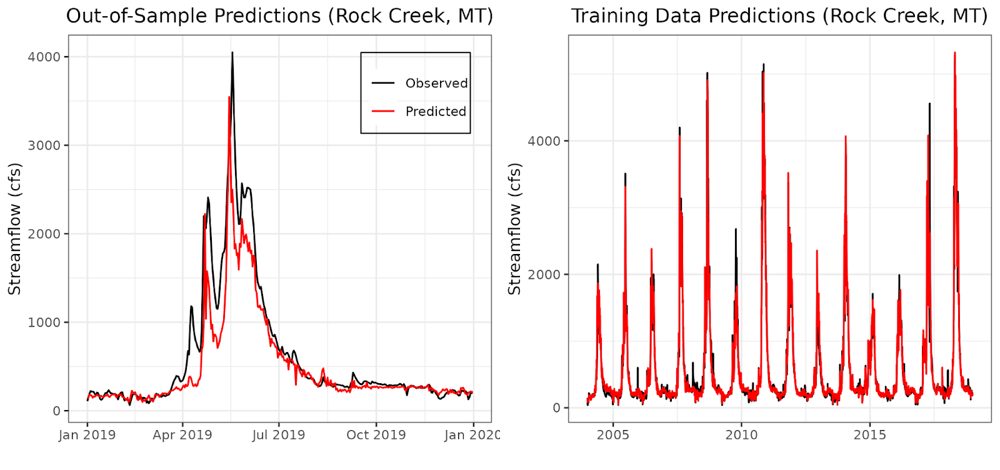 Out-of-Sample Predictions (Rock Creek, MT)
Streamflow (cfs)
4000
3000
2000
1000
0
Jan 2019 Apr 2019 Jul 2019 Oct 2019 Jan 2020
Observed
Predicted
Training Data Predictions (Rock Creek, MT)
Streamflow (cfs)
4000
2000
0
2005 2010 2015